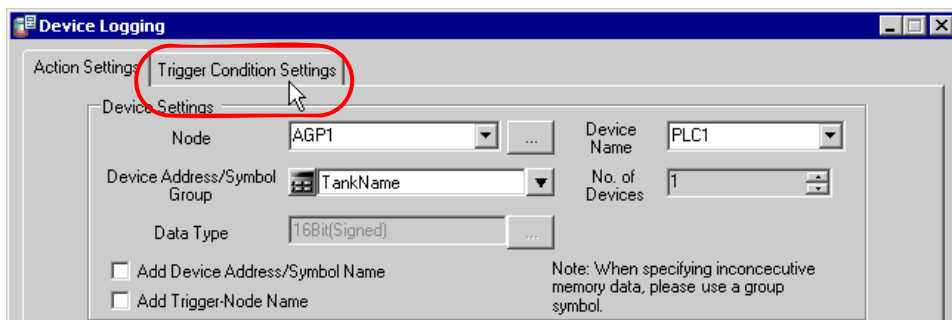 Device Logging
Action Settings
Trigger Condition Settings
Device Settings
Node
AGP1
...
Device
Name
PLC1
Device Address/Symbol
Group
TankName
No. of
Devices
1
Data Type
16Bit(Signed)
...
Add Device Address/Symbol Name
Add Trigger-Node Name
Note: When specifying inconcecutive
memory data, please use a group
symbol.